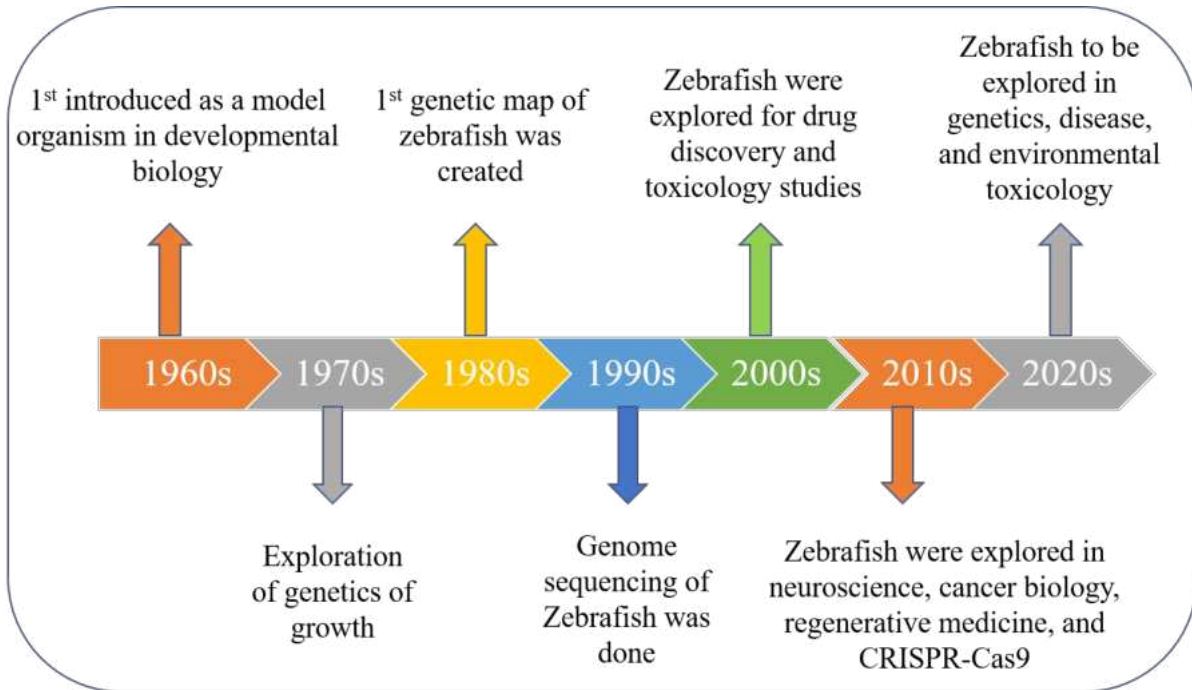 1st introduced as a model
organism in developmental
biology
1st genetic map of
zebrafish was
created
Zebrafish were
explored for drug
discovery and
toxicology studies
Zebrafish to be
explored in
genetics, disease,
and environmental
toxicology
1960s
1970s
1980s
1990s
2000s
2010s
2020s
Exploration
of genetics of
growth
Genome
sequencing of
Zebrafish was
done
Zebrafish were explored in
neuroscience, cancer biology,
regenerative medicine, and
CRISPR-Cas9